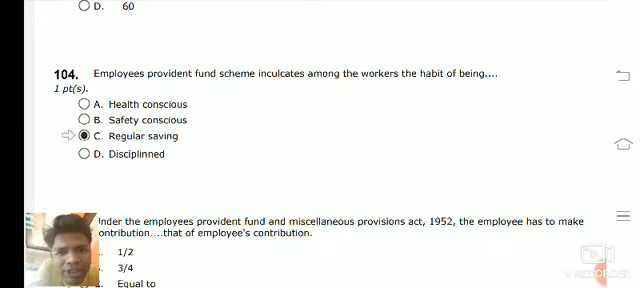 D. 60
104. Employees provident fund scheme inculcates among the workers the habit of being....
1 pt(s).
A. Health conscious
B. Safety conscious
C. Regular saving
D. Disciplinned
nder the employees provident fund and miscellaneous provisions act, 1952, the employee has to make
ontribution....that of employee's contribution.
1/2
3/4
Equal to
V RECORDER